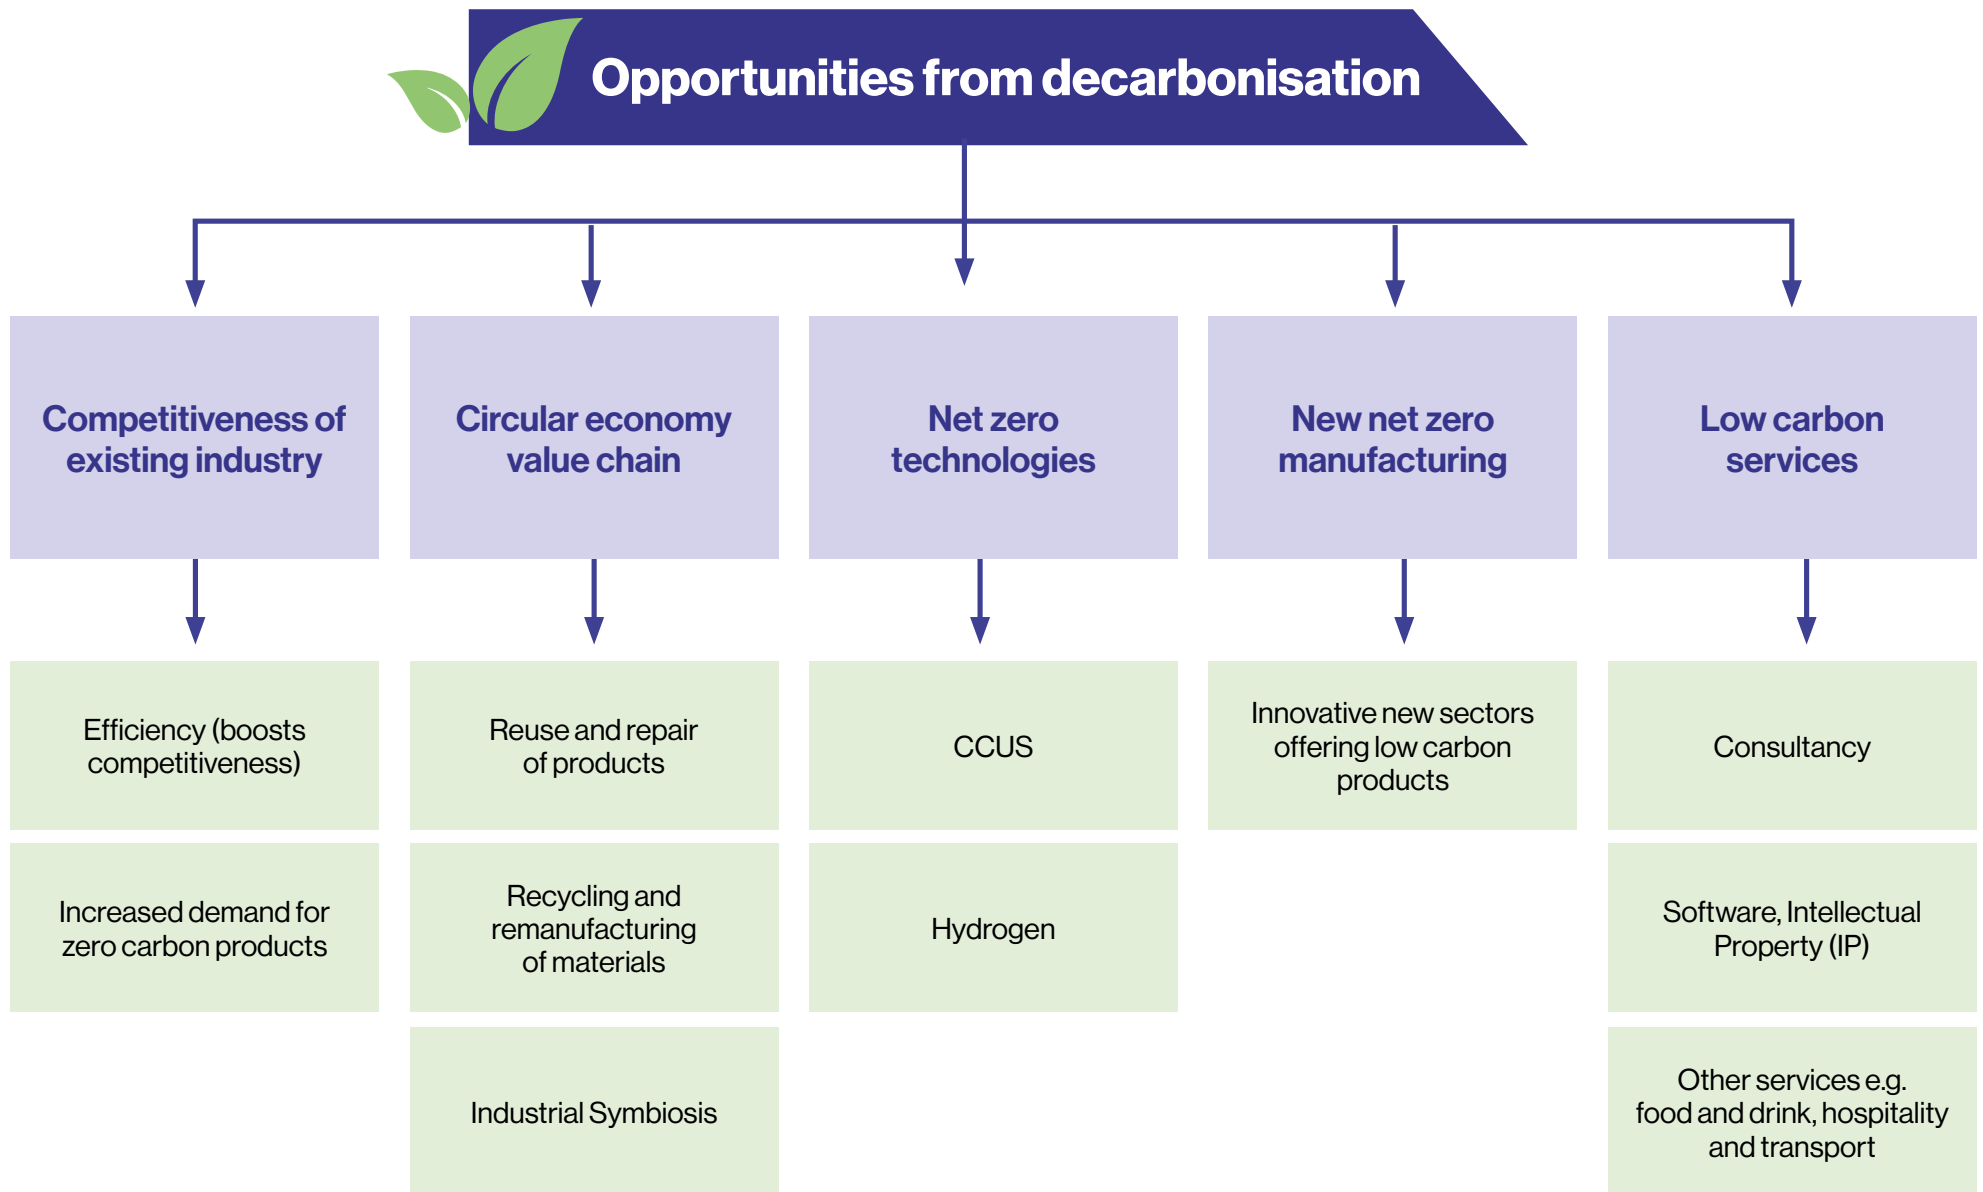 Opportunities from decarbonisation
Competitiveness of
existing industry
Circular economy
value chain
Net zero
technologies
New net zero
manufacturing
Low carbon
services
Efficiency (boosts
competitiveness)
Reuse and repair
of products
CCUS
Innovative new sectors
offering low carbon
products
Consultancy
Increased demand for
zero carbon products
Recycling and
remanufacturing
of materials
Hydrogen
Software, Intellectual
Property (IP)
Industrial Symbiosis
Other services e.g.
food and drink, hospitality
and transport